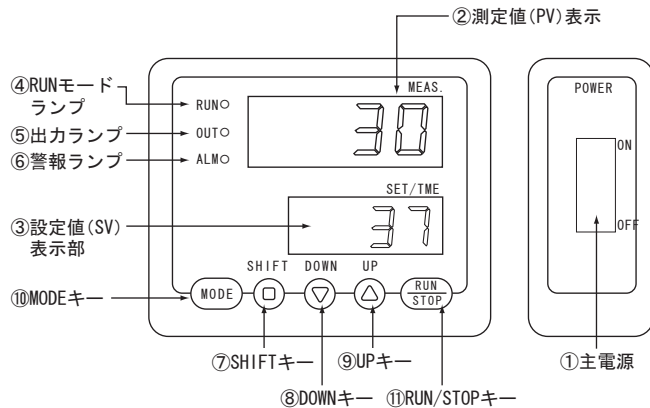 ②測定値(PV)表示
④RUNモード
ランプ
⑤出力ランプ
⑥警報ランプ
RUN
OUT
ALM
MEAS.
30
SET/TME
37
③設定値(SV)
表示部
SHIFT DOWN UP
MODE
RUN
STOP
⑩MODEキー
⑦SHIFTキー
⑨UPキー
⑧DOWNキー
⑪RUN/STOPキー
POWER
ON
OFF
①主電源